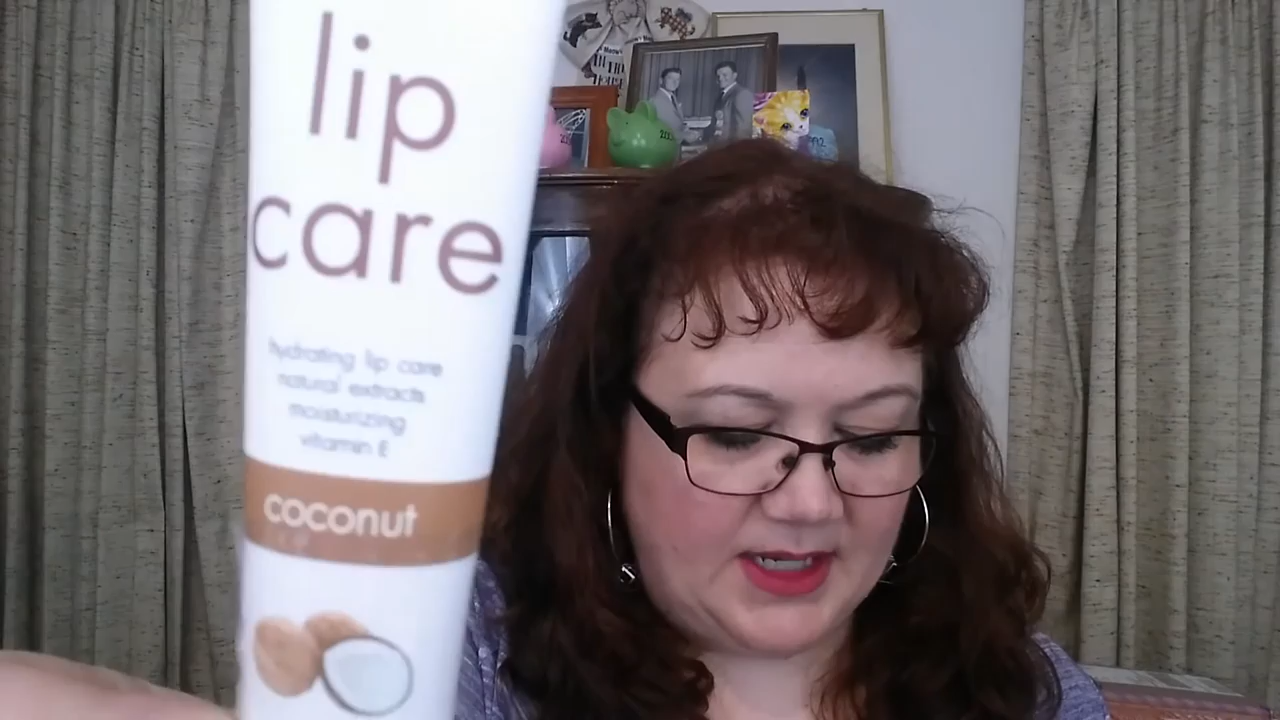 lip
care
hydrating lip care
natural extracts
moisturizing
vitamin E
coconut